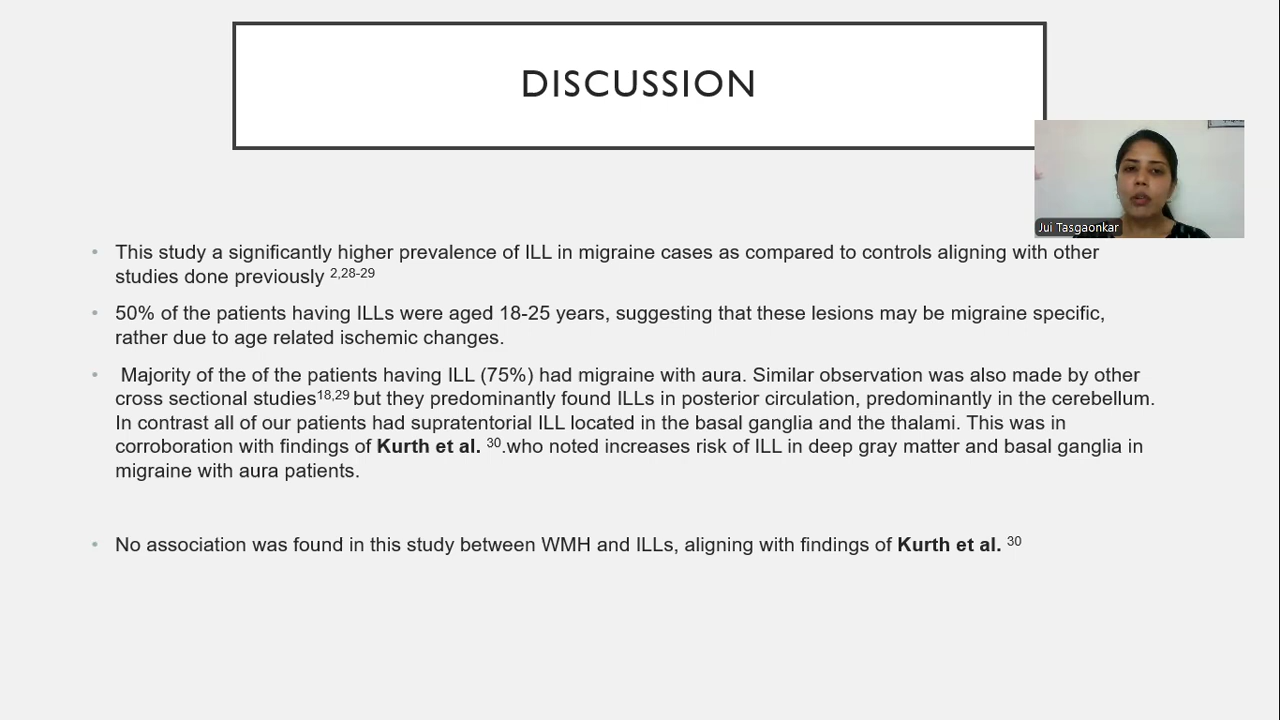 DISCUSSION
Jui Tasgaonkar
• This study a significantly higher prevalence of ILL in migraine cases as compared to controls aligning with other
studies done previously 2,28-29
• 50% of the patients having ILLs were aged 18-25 years, suggesting that these lesions may be migraine specific,
rather due to age related ischemic changes.
• Majority of the of the patients having ILL (75%) had migraine with aura. Similar observation was also made by other
cross sectional studies18,29 but they predominantly found ILLs in posterior circulation, predominantly in the cerebellum.
In contrast all of our patients had supratentorial ILL located in the basal ganglia and the thalami. This was in
corroboration with findings of Kurth et al. 30.who noted increases risk of ILL in deep gray matter and basal ganglia in
migraine with aura patients.
• No association was found in this study between WMH and ILLs, aligning with findings of Kurth et al. 30